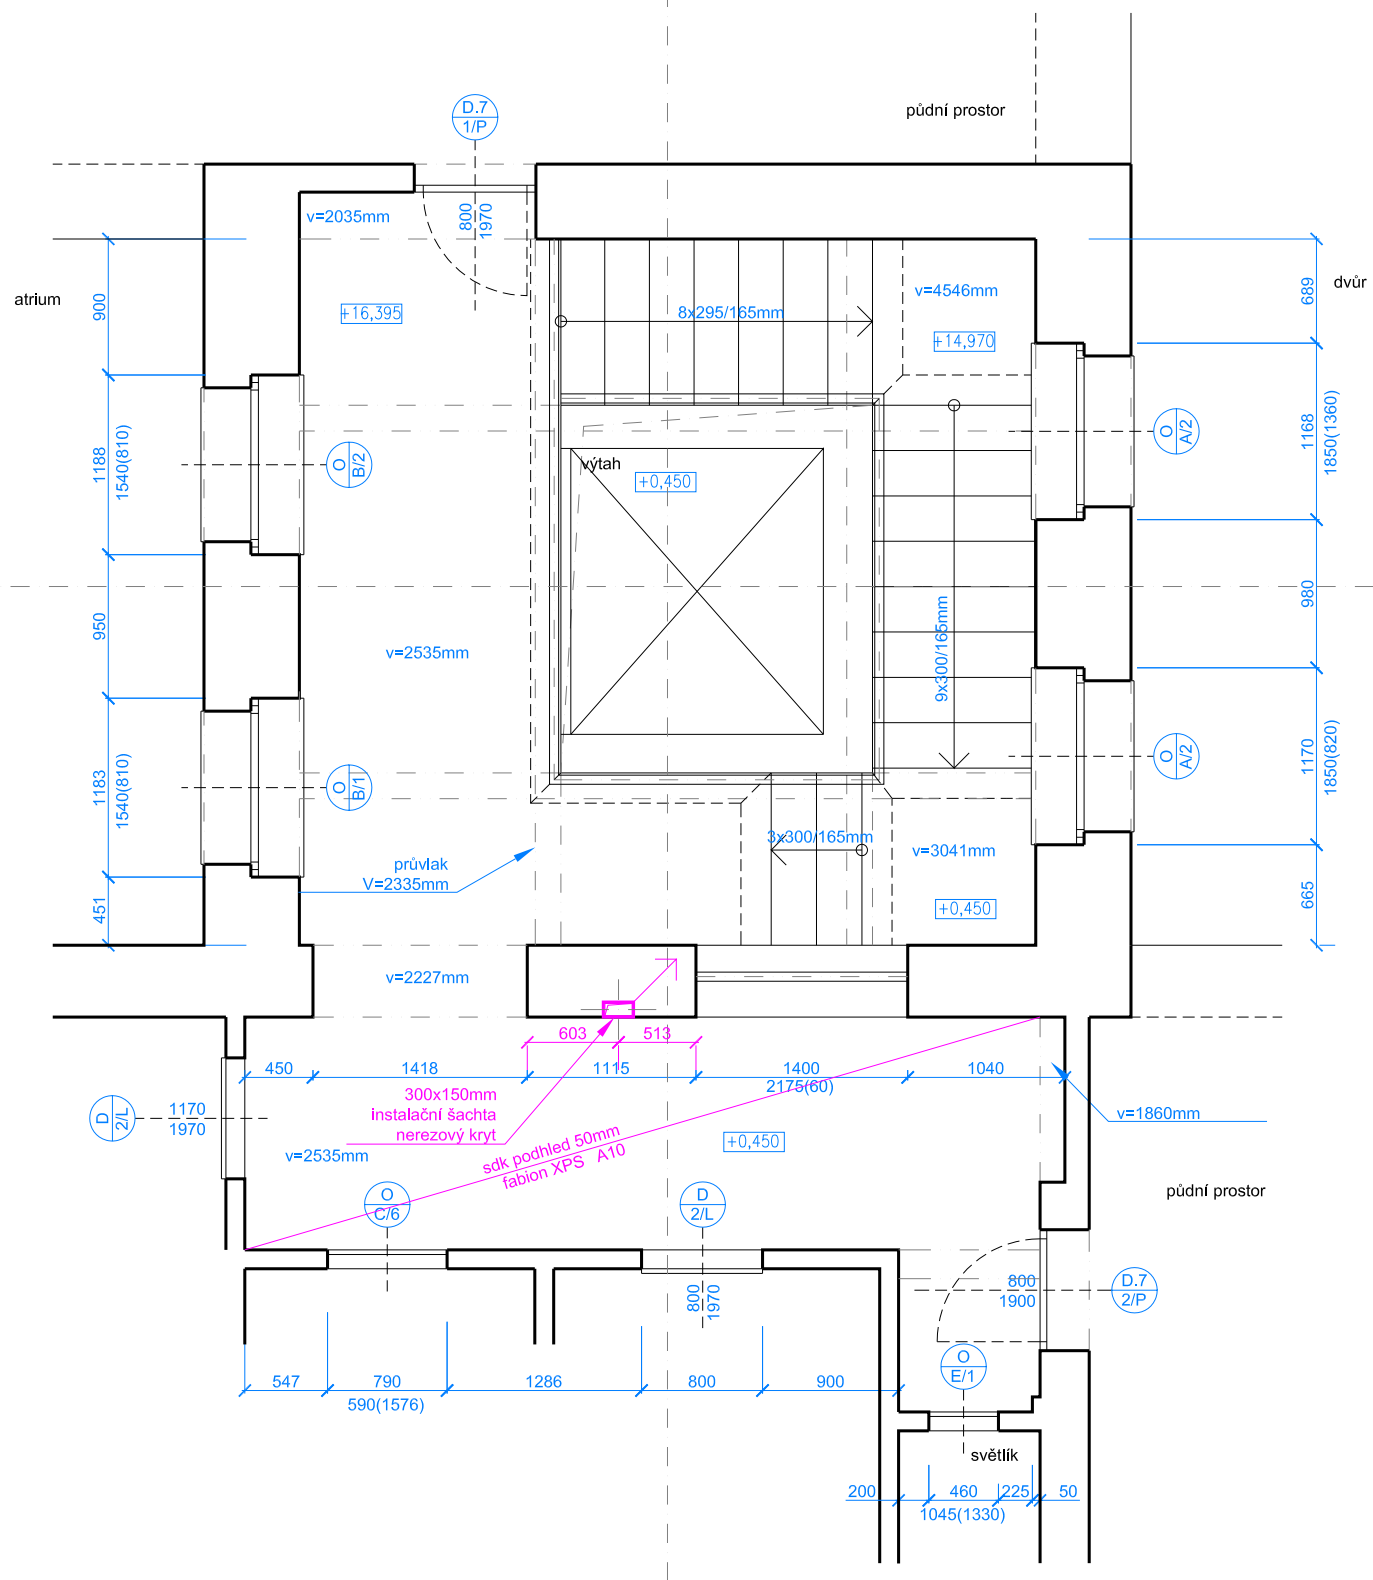 půdní prostor
D.7
1/P
v=2035mm
800
1970
atrium
dvůr
900
689
+16,395
8x295/165mm
v=4546mm
+14,970
1188
1540(810)
O
B/2
výtah
+0,450
O
A/2
1168
1850(1360)
950
980
v=2535mm
9x300/165mm
1183
1540(810)
O
B/1
O
A/2
1170
1850(820)
průvlak
V=2335mm
3x300/165mm
v=3041mm
451
+0,450
665
v=2227mm
603
513
450
1418
1115
1400
2175(60)
1040
300x150mm
instalační šachta
nerezový kryt
D
2/L
1170
1970
v=1860mm
sdk podhled 50mm
fabion XPS A10
+0,450
v=2535mm
půdní prostor
O
C/6
D
2/L
800
1970
800
1900
D.7
2/P
547
790
590(1576)
1286
800
900
O
E/1
světlík
200
460
1045(1330)
225
50